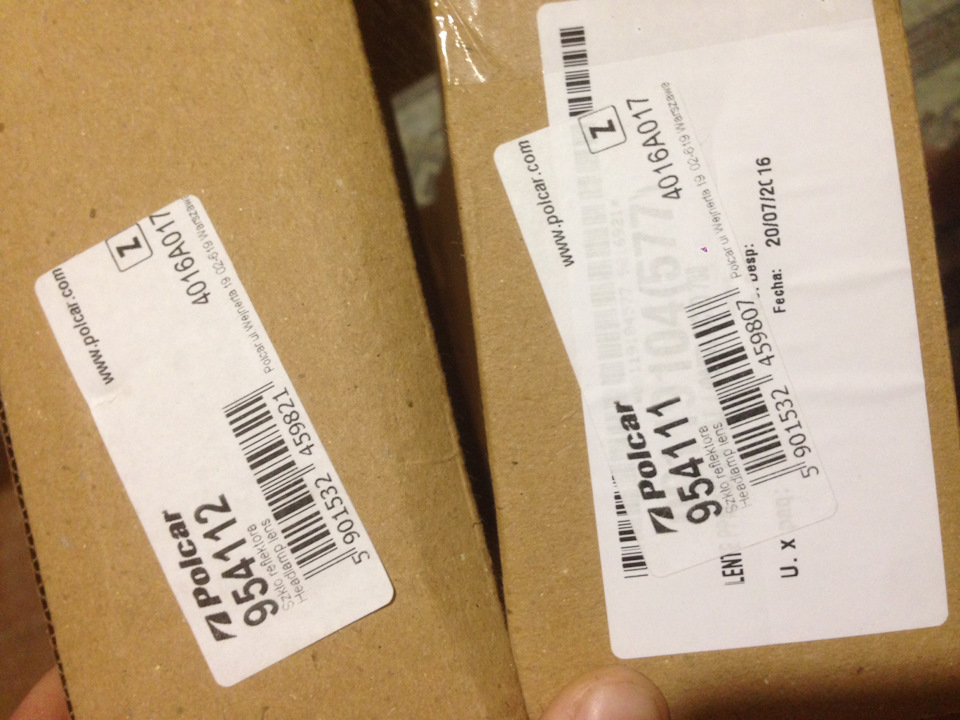 Polcar
954112
Szkło reflektora
Headlamp lens
5 901532 459821
www.polcar.com
Z
4016A017
Polcar ul Wejnerta 19 02-619 Warszawa
Polcar
954111
Szkło reflektora
Headlamp lens
5 901532 459807
www.polcar.com
Z
4016A017
Polcar ul Wejnerta 19 02-619 Warszawa
Desp:
Fecha: 20/07/2016
U. x